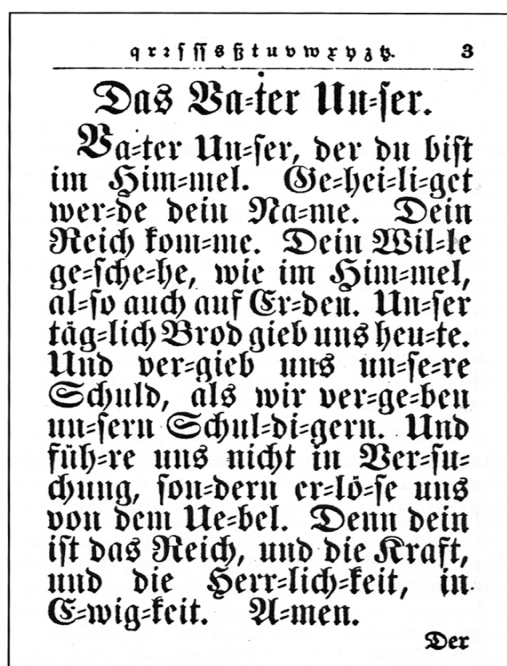 q r ꝛ ſ ſſ s ß t u v w x y z tz. 3
Das Va⸗ter Un⸗ſer.
Va⸗ter Un⸗ſer, der du biſt
im Him⸗mel. Ge⸗hei⸗li⸗get
wer⸗de dein Na⸗me. Dein
Reich kom⸗me. Dein Wil⸗le
ge⸗ſche⸗he, wie im Him⸗mel,
al⸗ſo auch auf Er⸗den. Un⸗ſer
täg⸗lich Brod gieb uns heu⸗te.
Und ver⸗gieb uns un⸗ſe⸗re
Schuld, als wir ver⸗ge⸗ben
un⸗ſern Schul⸗di⸗gern. Und
füh⸗re uns nicht in Ver⸗ſu⸗
chung, ſon⸗dern er⸗lö⸗ſe uns
von dem Ue⸗bel. Denn dein
iſt das Reich, und die Kraft,
und die Herr⸗lich⸗keit, in
E⸗wig⸗keit. A⸗men.
Der